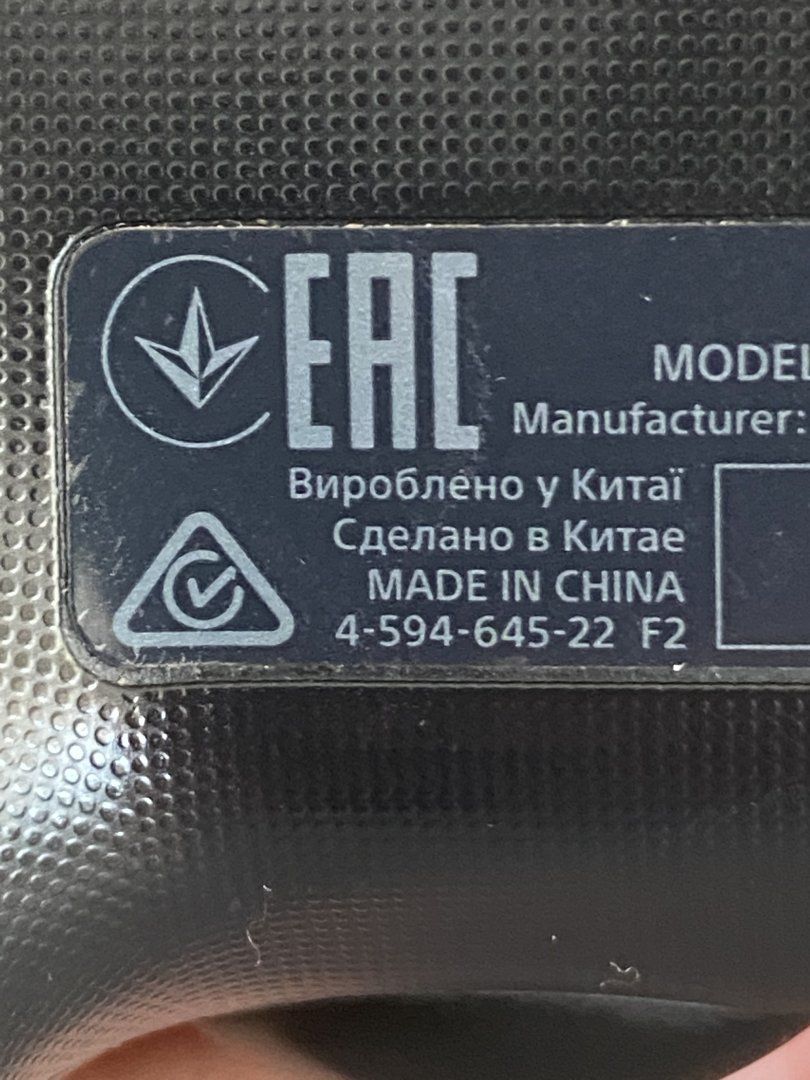 EAC
MODEL
Manufacturer:
Вироблено у Китаї
Сделано в Китае
MADE IN CHINA
4-594-645-22 F2